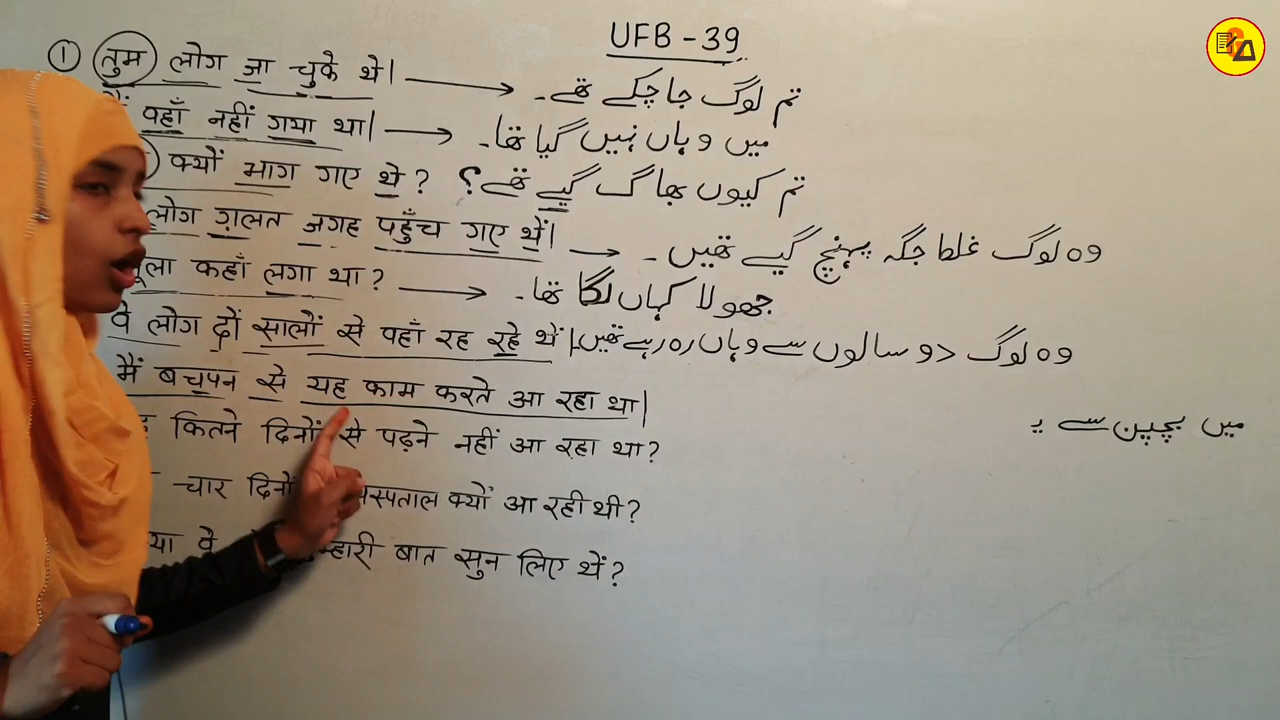 UFB - 39
① तुम लोग जा चुके थे। → تم لوگ جا چکے تھے۔
वहाँ नहीं गया था। → میں وہاں نہیں گیا تھا۔
क्यों भाग गए थे? تم کیوں بھاگ گیے تھے؟
लोग ग़लत जगह पहुँच गए थें। → وہ لوگ غلط جگہ پہنچ گیے تھیں۔
कहाँ लगा था? → جھولا کہاں لگا تھا۔
वे लोग दों सालों से वहाँ रह रहे थें। وہ لوگ دو سالوں سے وہاں رہ رہے تھیں۔
मैं बचपन से यह काम करते आ रहा था। میں بچپن سے یہ
कितने दिनों से पढ़ने नहीं आ रहा था?
चार दिनों क्यों आ रही थी?
वे बात सुन लिए थें?